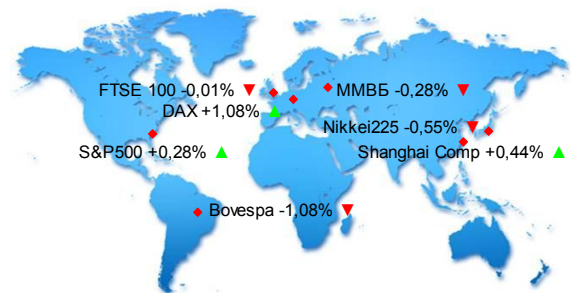 FTSE 100 -0,01%
ММВБ -0,28%
DAX +1,08%
Nikkei225 -0,55%
S&P500 +0,28%
Shanghai Comp +0,44%
Bovespa -1,08%